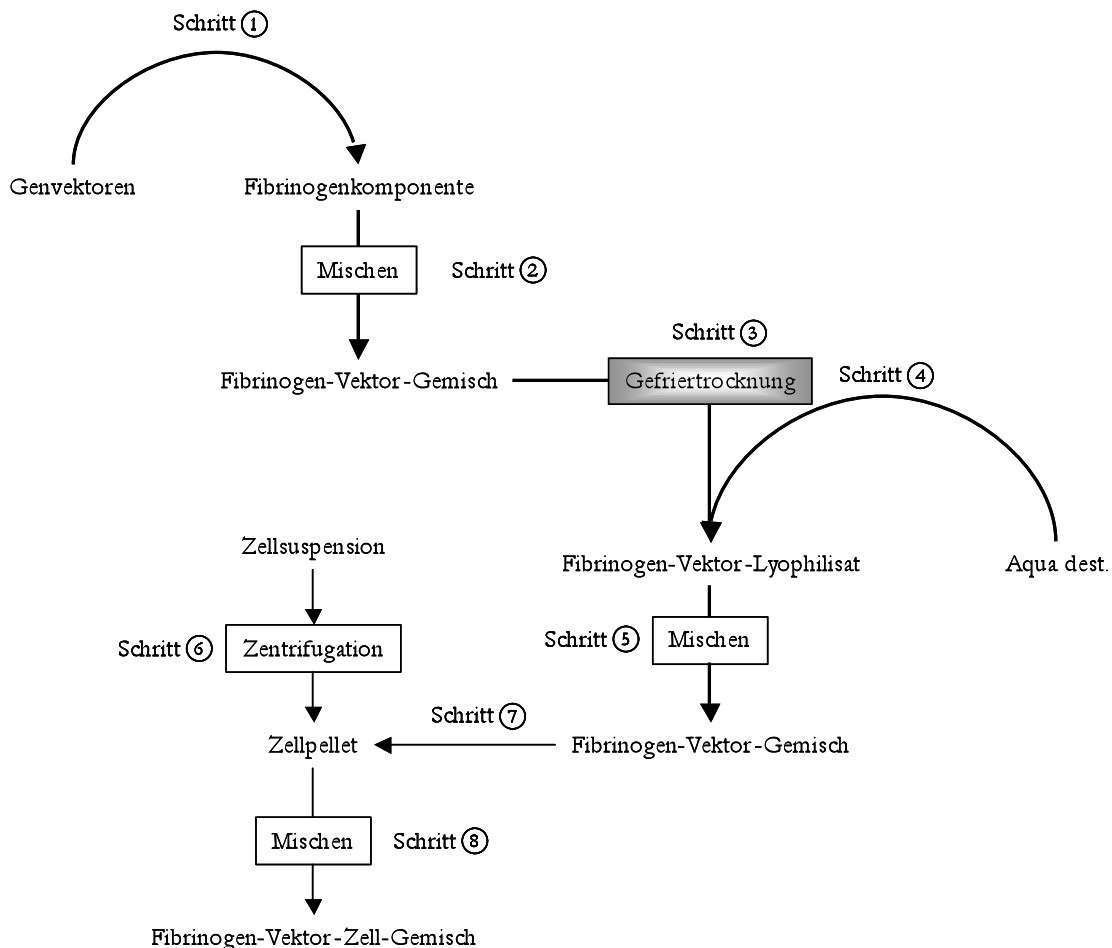 Schritt ①
Genvektoren
Fibrinogenkomponente
Mischen
Schritt ②
Fibrinogen-Vektor-Gemisch
Schritt ③
Gefriertrocknung
Schritt ④
Fibrinogen-Vektor-Lyophilisat
Aqua dest.
Schritt ⑤
Mischen
Zellsuspension
Schritt ⑥
Zentrifugation
Schritt ⑦
Zellpellet
Fibrinogen-Vektor-Gemisch
Mischen
Schritt ⑧
Fibrinogen-Vektor-Zell-Gemisch